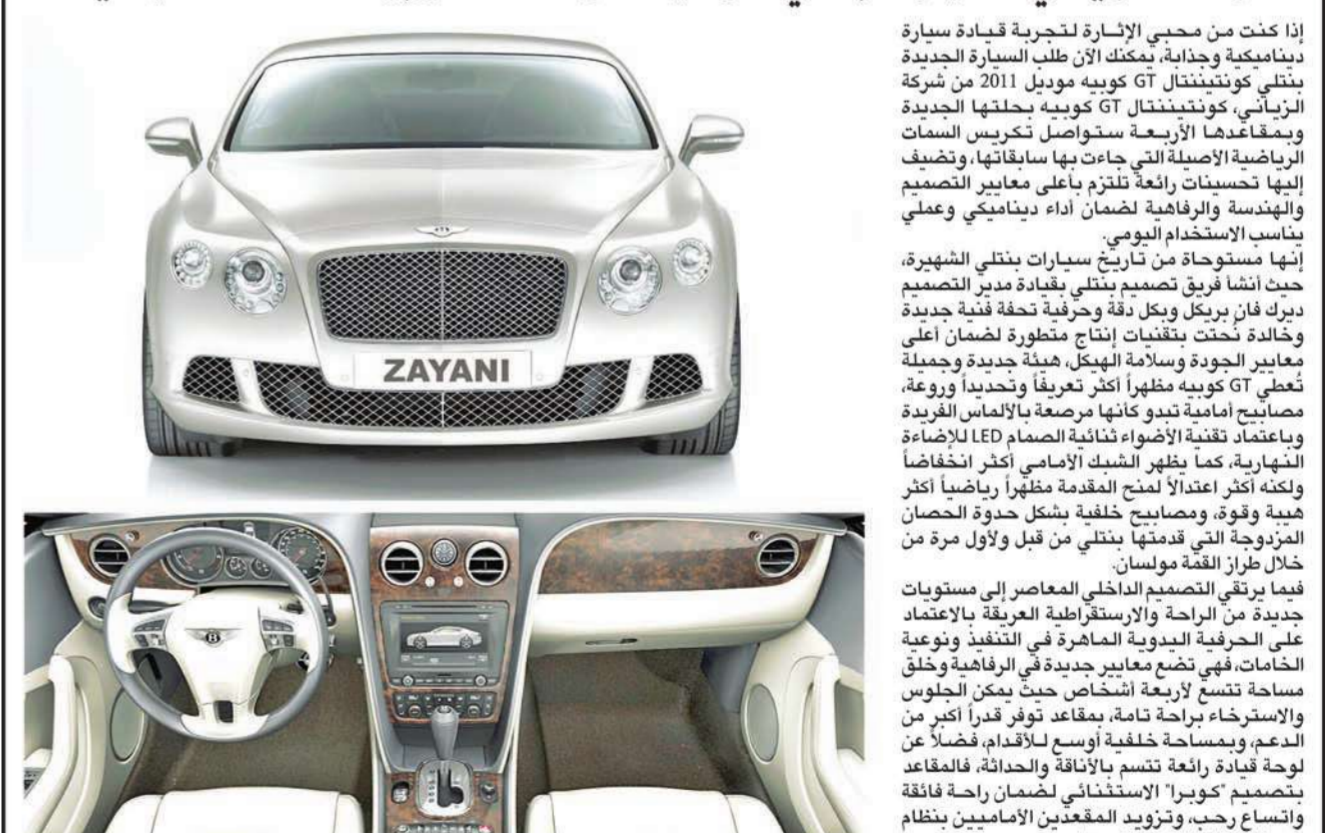 إذا كنت من محبي الإثارة لتجربة قيادة سيارة
ديناميكية وجذابة، يمكنك الآن طلب السيارة الجديدة
بنتلي كونتيننتال GT كوبيه موديل 2011 من شركة
الزياني، كونتيننتال GT كوبيه بحلتها الجديدة
وبمقاعدها الأربعة ستواصل تكريس السمات
الرياضية الأصيلة التي جاءت بها سابقاتها، وتضيف
إليها تحسينات رائعة تلتزم بأعلى معايير التصميم
والهندسة والرفاهية لضمان أداء ديناميكي وعملي
يناسب الاستخدام اليومي.
إنها مستوحاة من تاريخ سيارات بنتلي الشهيرة،
حيث أنشأ فريق تصميم بنتلي بقيادة مدير التصميم
ديرك فان بريكل وبكل دقة وحرفية تحفة فنية جديدة
وخالدة نُحتت بتقنيات إنتاج متطورة لضمان أعلى
معايير الجودة وسلامة الهيكل، هيئة جديدة وجميلة
تُعطي GT كوبيه مظهراً أكثر تعريفاً وتحديداً وروعة،
مصابيح أمامية تبدو كأنها مرصعة بالألماس الفريدة
وباعتماد تقنية الأضواء ثنائية الصمام LED للإضاءة
النهارية، كما يظهر الشبك الأمامي أكثر انخفاضاً
ولكنه أكثر اعتدالاً لمنح المقدمة مظهراً رياضياً أكثر
هيبة وقوة، ومصابيح خلفية بشكل حدوة الحصان
المزدوجة التي قدمتها بنتلي من قبل ولأول مرة من
خلال طراز القمة مولسان.
فيما يرتقي التصميم الداخلي المعاصر إلى مستويات
جديدة من الراحة والارستقراطية العريقة بالاعتماد
على الحرفية اليدوية الماهرة في التنفيذ ونوعية
الخامات، فهي تضع معايير جديدة في الرفاهية وخلق
مساحة تتسع لأربعة أشخاص حيث يمكن الجلوس
والاسترخاء براحة تامة، بمقاعد توفر قدراً أكبر من
الدعم، وبمساحة خلفية أوسع للأقدام، فضلاً عن
لوحة قيادة رائعة تتسم بالأناقة والحداثة، فالمقاعد
بتصميم "كوبرا" الاستثنائي لضمان راحة فائقة
واتساع رحب، وتزويد المقعدين الأماميين بنظام
ZAYANI
B